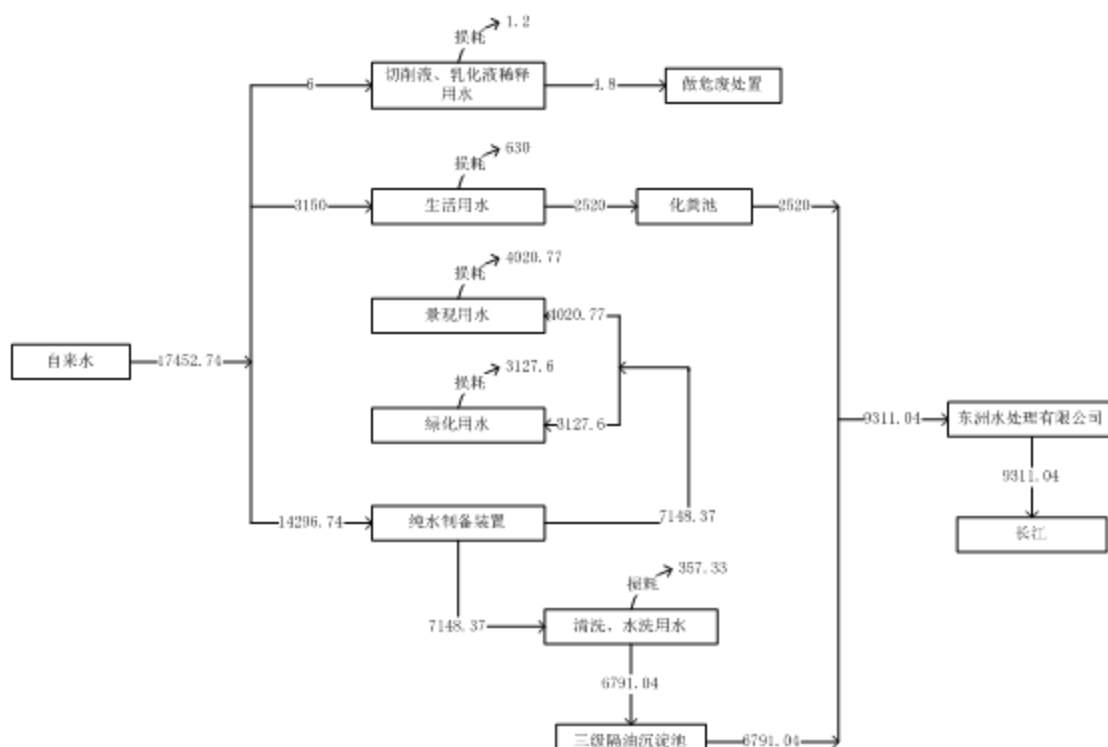 1.2
损耗
6
切削液、乳化液稀释
用水
4.8
做危废处置
630
损耗
3150
生活用水
2520
化粪池
2520
4020.77
损耗
景观用水
4020.77
自来水
17452.74
3127.6
损耗
绿化用水
3127.6
9311.04
东洲水处理有限公司
9311.04
长江
14296.74
纯水制备装置
7148.37
357.33
损耗
7148.37
清洗、水洗用水
6791.04
三级隔油沉淀池
6791.04